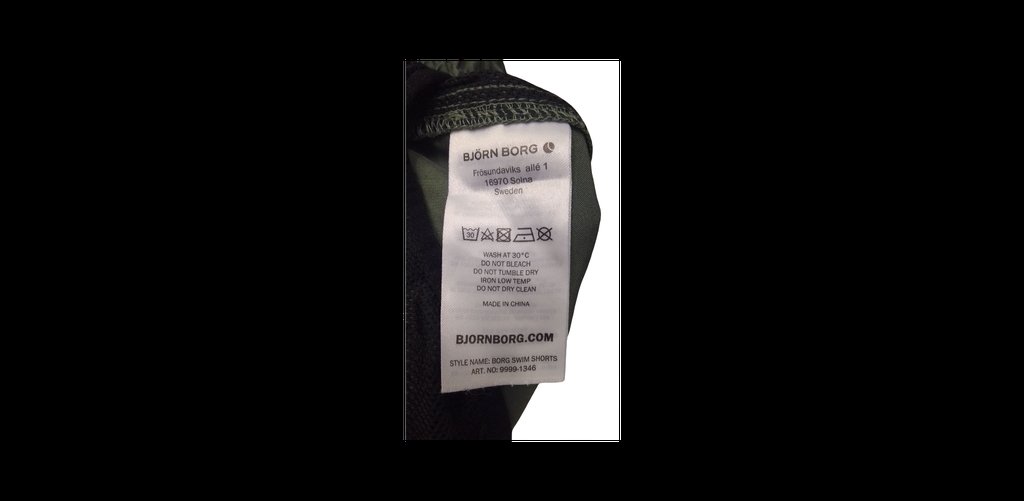 BJÖRN BORG
Frösundaviks allé 1
16970 Solna
Sweden
30
WASH AT 30°C
DO NOT BLEACH
DO NOT TUMBLE DRY
IRON LOW TEMP
DO NOT DRY CLEAN
MADE IN CHINA
BJORNBORG.COM
STYLE NAME: BORG SWIM SHORTS
ART. NO: 9999-1346